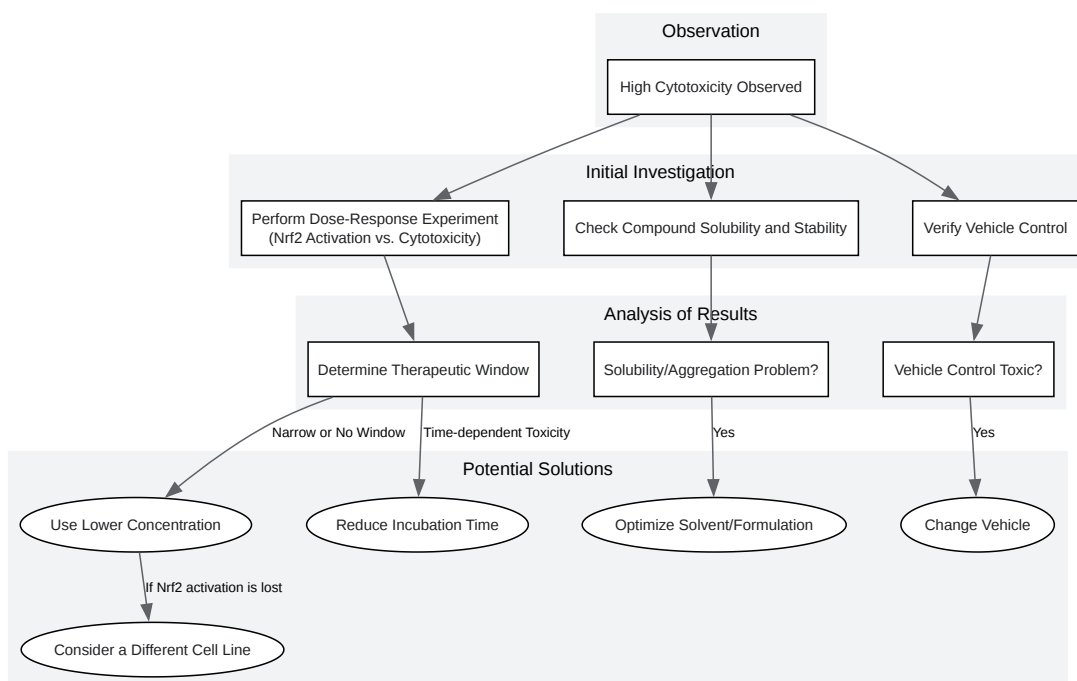 Observation
High Cytotoxicity Observed
Initial Investigation
Perform Dose-Response Experiment
(Nrf2 Activation vs. Cytotoxicity)
Check Compound Solubility and Stability
Verify Vehicle Control
Analysis of Results
Determine Therapeutic Window
Solubility/Aggregation Problem?
Vehicle Control Toxic?
Narrow or No Window
Time-dependent Toxicity
Yes
Yes
Potential Solutions
Use Lower Concentration
Reduce Incubation Time
Optimize Solvent/Formulation
Change Vehicle
If Nrf2 activation is lost
Consider a Different Cell Line